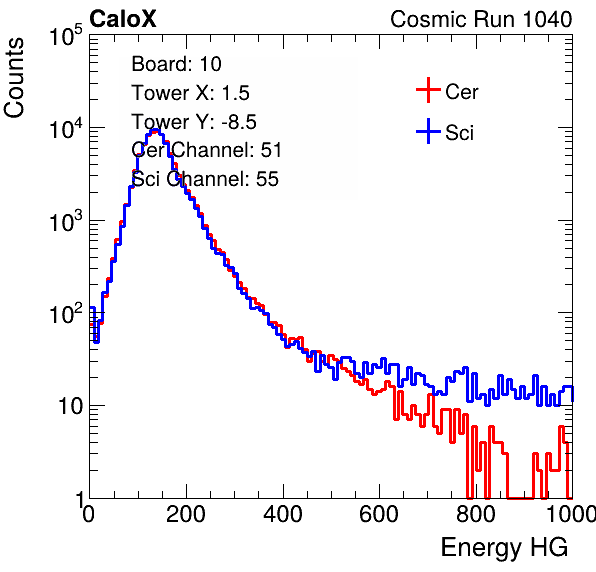 CaloX
Cosmic Run 1040
Counts
Board: 10
Tower X: 1.5
Tower Y: -8.5
Cer Channel: 51
Sci Channel: 55
Cer
Sci
10^5
10^4
10^3
10^2
10
1
0 200 400 600 800 1000
Energy HG